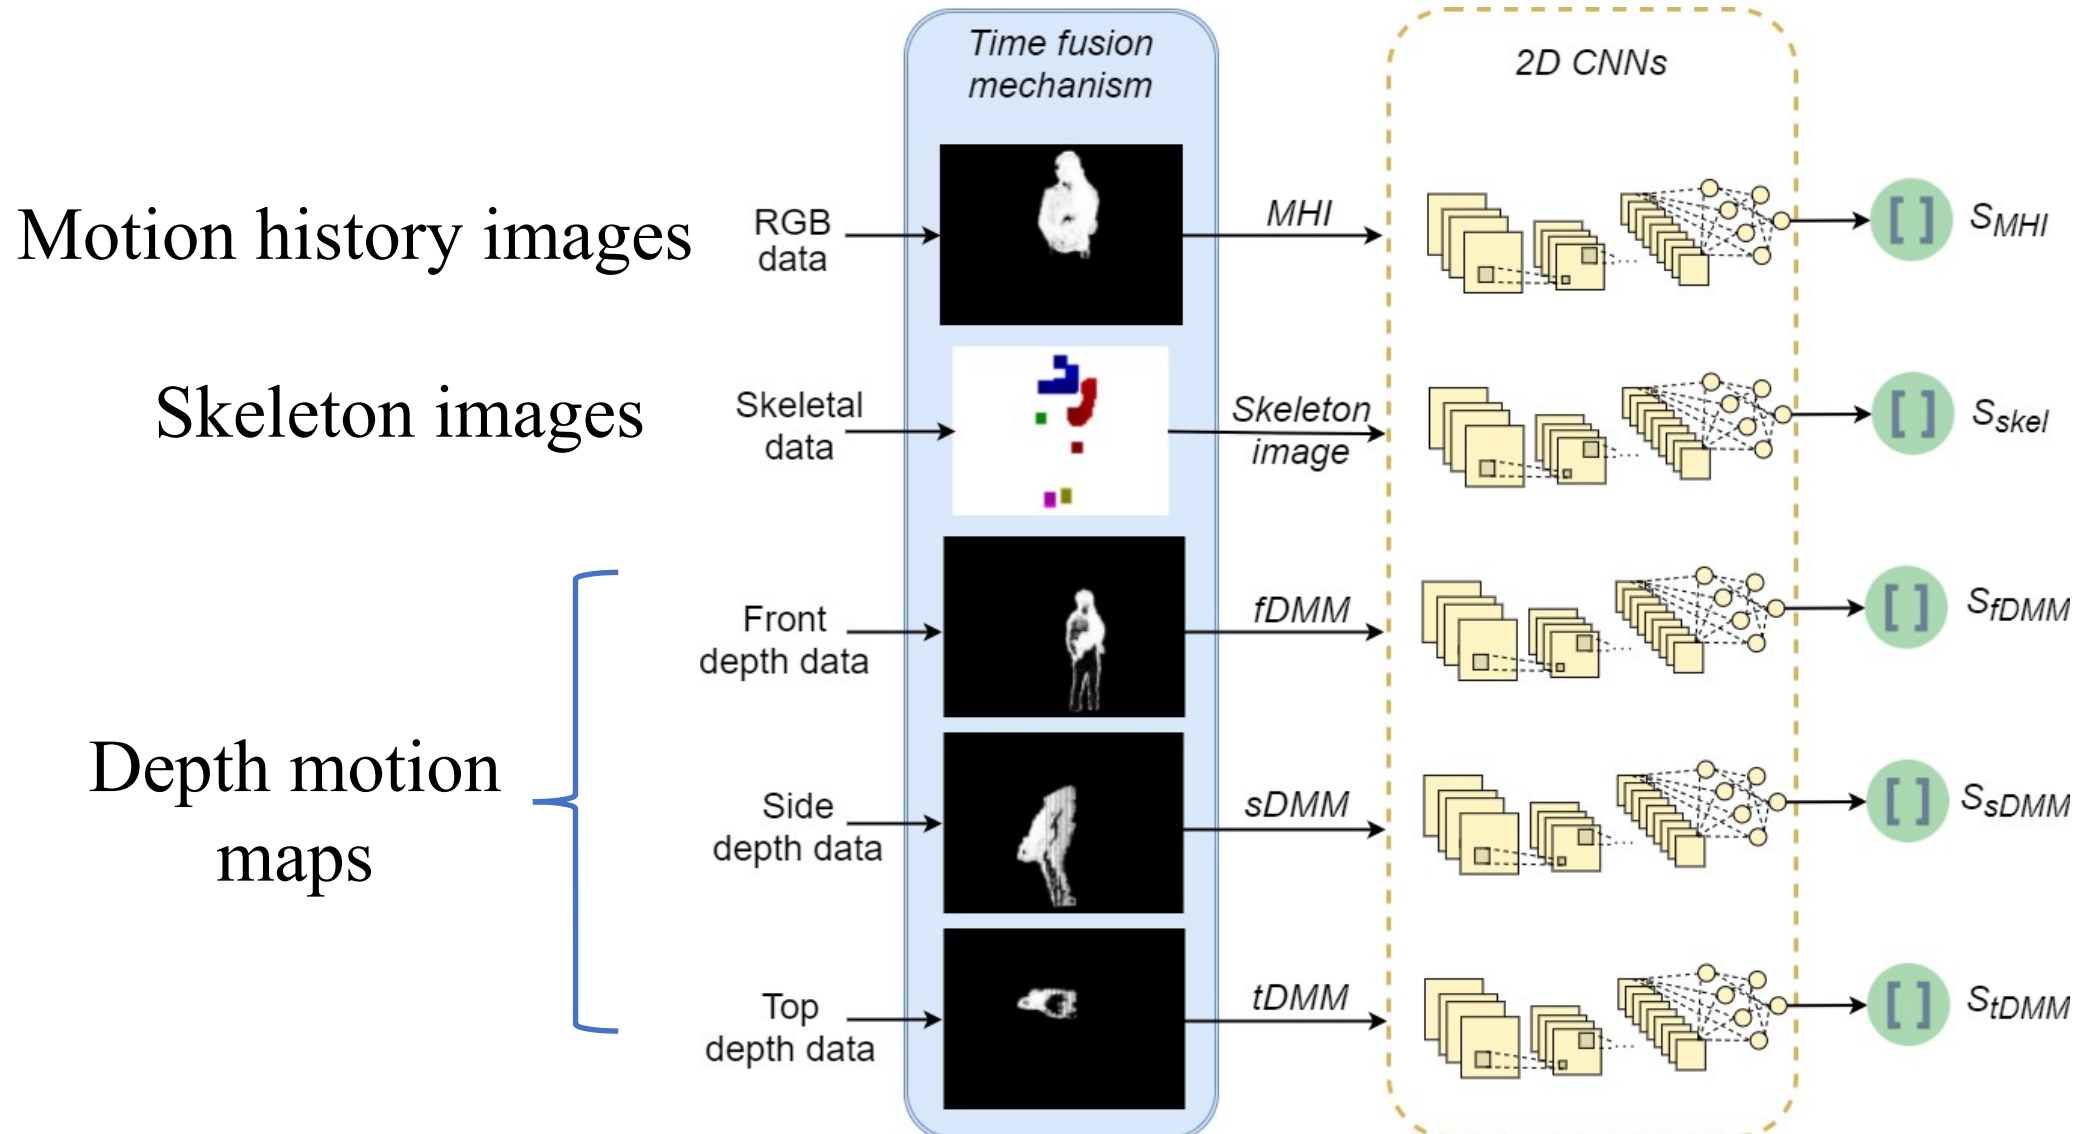 Time fusion
mechanism
2D CNNs
Motion history images
RGB
data
MHI
[ ]
S_MHI
Skeleton images
Skeletal
data
Skeleton
image
[ ]
S_skel
Depth motion
maps
Front
depth data
fDMM
[ ]
S_fDMM
Side
depth data
sDMM
[ ]
S_sDMM
Top
depth data
tDMM
[ ]
S_tDMM